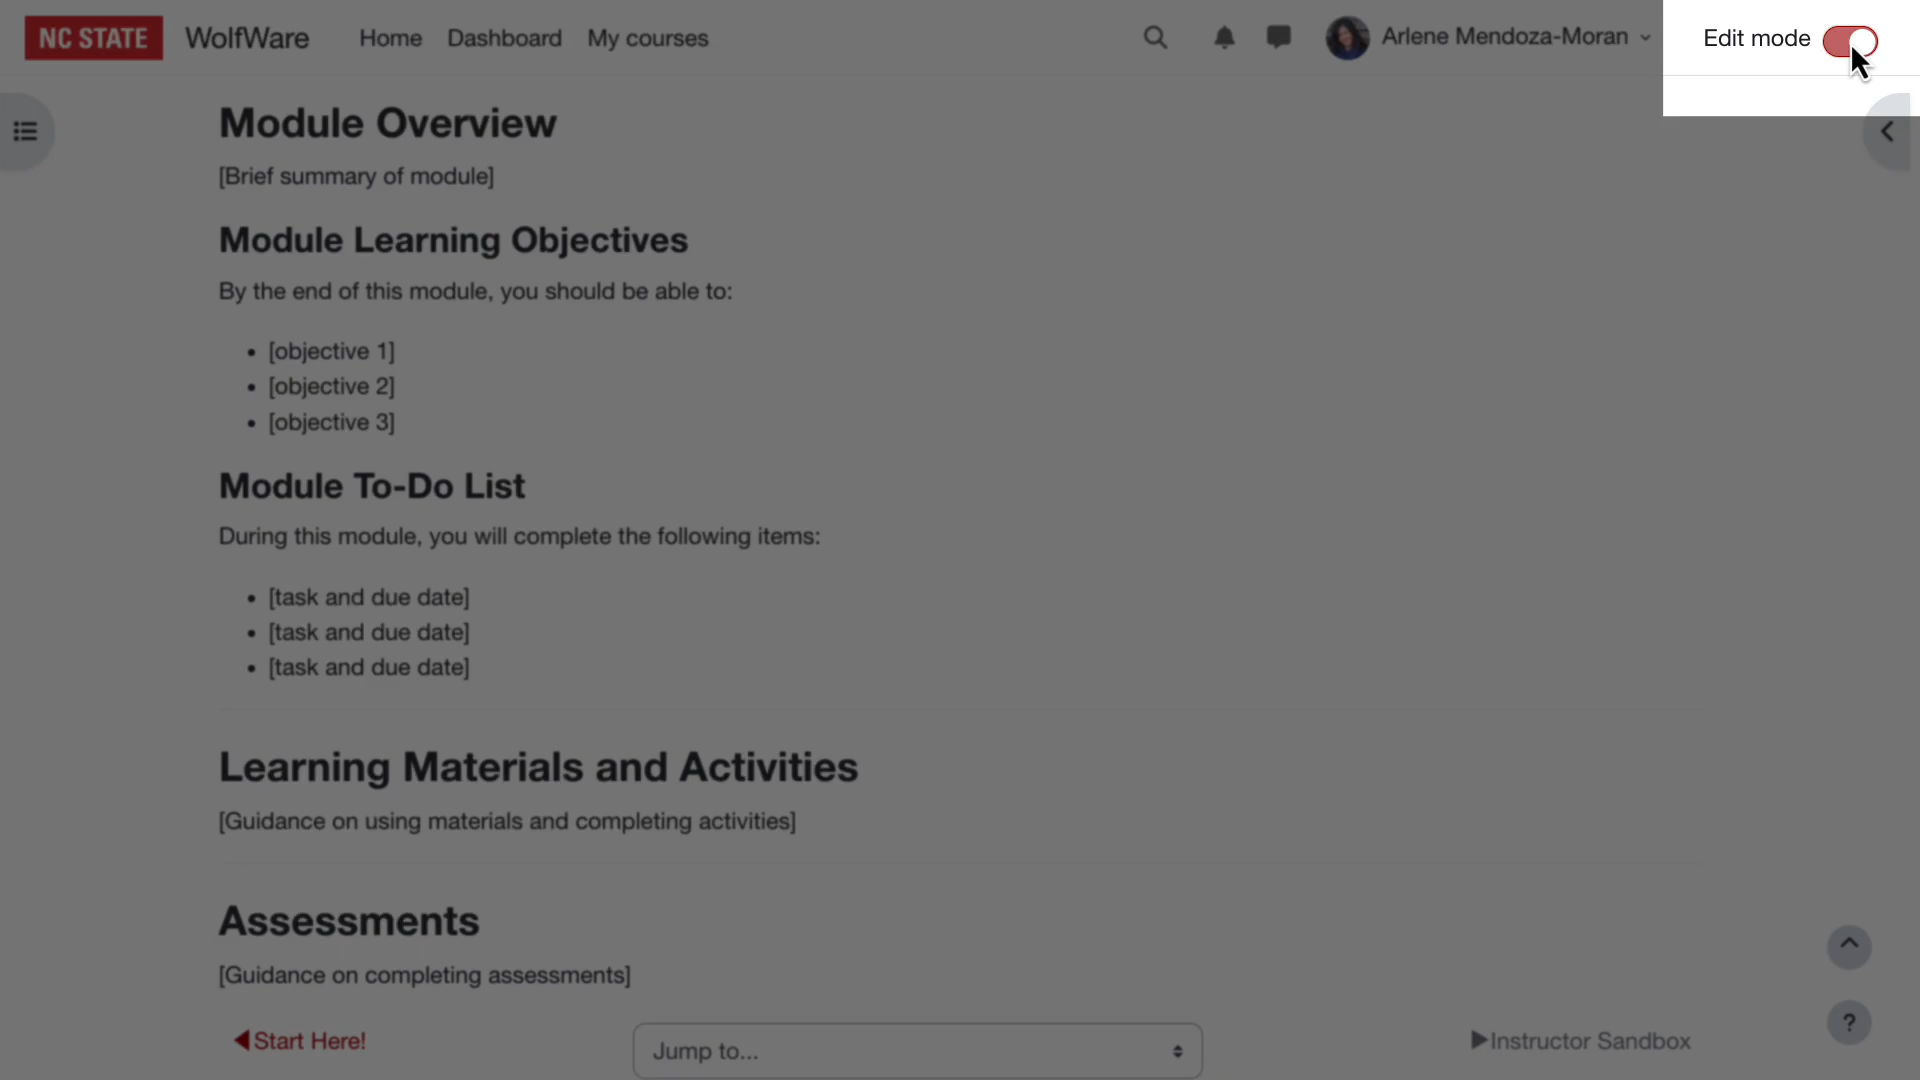 NC STATE WolfWare Home Dashboard My courses Arlene Mendoza-Moran Edit mode
Module Overview
[Brief summary of module]
Module Learning Objectives
By the end of this module, you should be able to:
• [objective 1]
• [objective 2]
• [objective 3]
Module To-Do List
During this module, you will complete the following items:
• [task and due date]
• [task and due date]
• [task and due date]
Learning Materials and Activities
[Guidance on using materials and completing activities]
Assessments
[Guidance on completing assessments]
?
◀Start Here! Jump to... ▶Instructor Sandbox